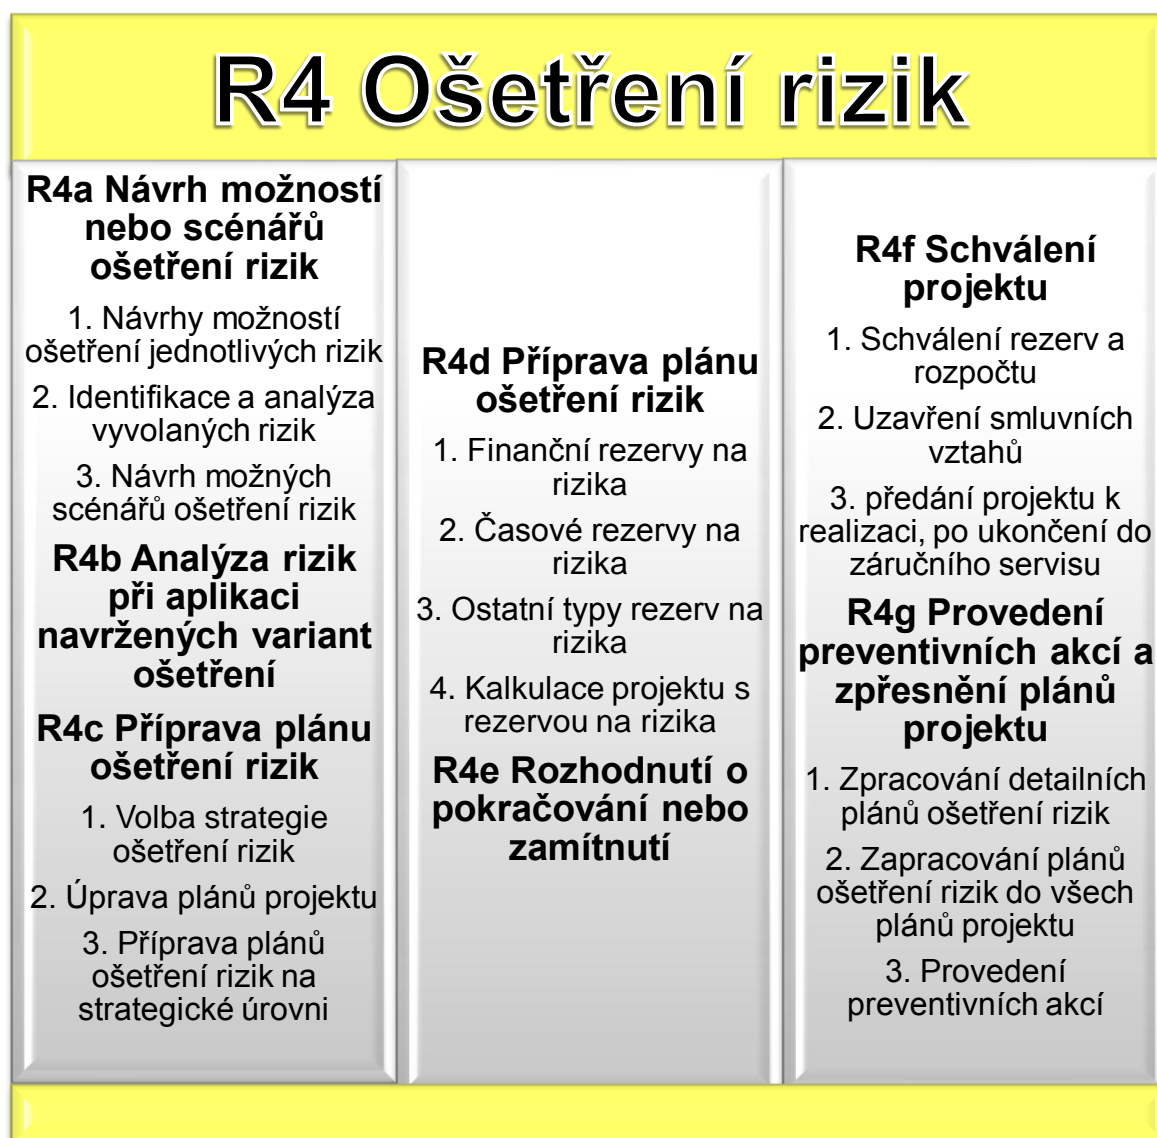 R4 Ošetření rizik
R4a Návrh možností
nebo scénářů
ošetření rizik
1. Návrhy možností
ošetření jednotlivých rizik
2. Identifikace a analýza
vyvolaných rizik
3. Návrh možných
scénářů ošetření rizik
R4b Analýza rizik
při aplikaci
navržených variant
ošetření
R4c Příprava plánu
ošetření rizik
1. Volba strategie
ošetření rizik
2. Úprava plánů projektu
3. Příprava plánů
ošetření rizik na
strategické úrovni
R4d Příprava plánu
ošetření rizik
1. Finanční rezervy na
rizika
2. Časové rezervy na
rizika
3. Ostatní typy rezerv na
rizika
4. Kalkulace projektu s
rezervou na rizika
R4e Rozhodnutí o
pokračování nebo
zamítnutí
R4f Schválení
projektu
1. Schválení rezerv a
rozpočtu
2. Uzavření smluvních
vztahů
3. předání projektu k
realizaci, po ukončení do
záručního servisu
R4g Provedení
preventivních akcí a
zpřesnění plánů
projektu
1. Zpracování detailních
plánů ošetření rizik
2. Zapracování plánů
ošetření rizik do všech
plánů projektu
3. Provedení
preventivních akcí